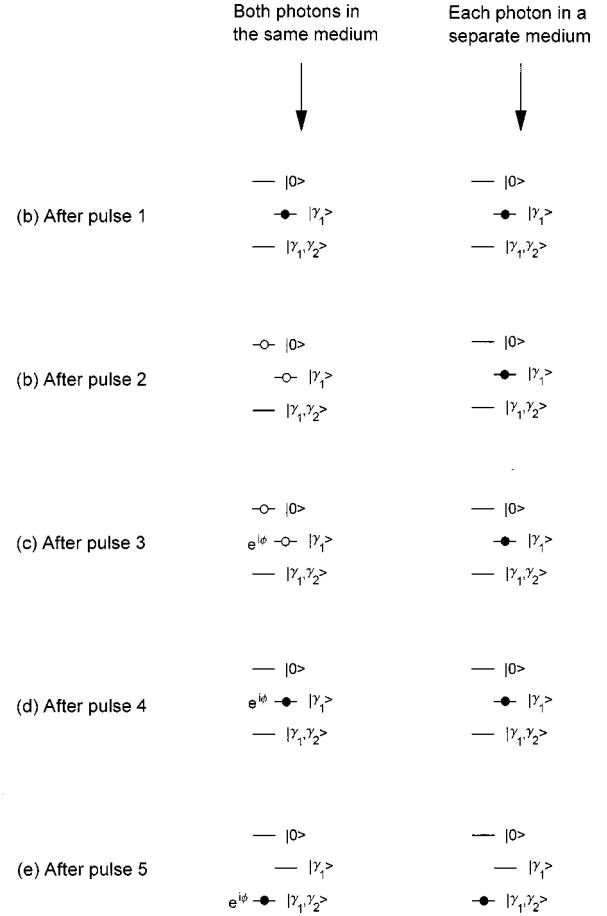 Both photons in Each photon in a
the same medium separate medium
|0> |0>
(b) After pulse 1 |γ₁> |γ₁>
|γ₁,γ₂> |γ₁,γ₂>
|0> |0>
(b) After pulse 2 |γ₁> |γ₁>
|γ₁,γ₂> |γ₁,γ₂>
|0> |0>
(c) After pulse 3 e^iϕ |γ₁> |γ₁>
|γ₁,γ₂> |γ₁,γ₂>
|0> |0>
(d) After pulse 4 e^iϕ |γ₁> |γ₁>
|γ₁,γ₂> |γ₁,γ₂>
|0> |0>
(e) After pulse 5 |γ₁> |γ₁>
e^iϕ |γ₁,γ₂> |γ₁,γ₂>